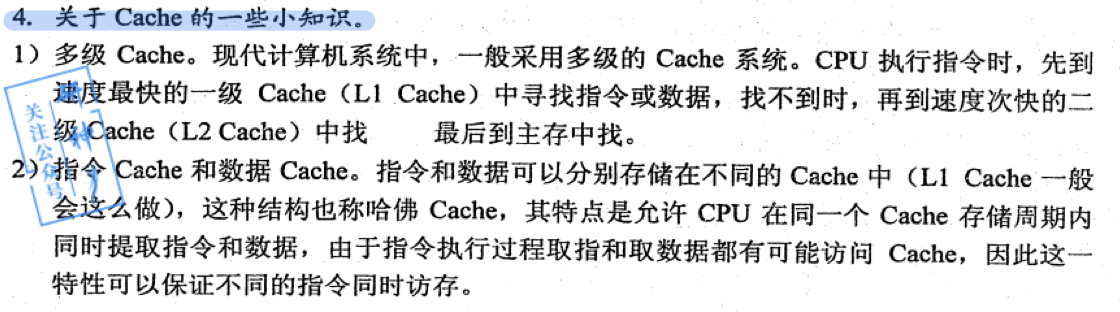 4. 关于 Cache 的一些小知识。
1）多级 Cache。现代计算机系统中，一般采用多级的 Cache 系统。CPU 执行指令时，先到
速度最快的一级 Cache（L1 Cache）中寻找指令或数据，找不到时，再到速度次快的二
级 Cache（L2 Cache）中找 最后到主存中找。
2）指令 Cache 和数据 Cache。指令和数据可以分别存储在不同的 Cache 中（L1 Cache 一般
会这么做），这种结构也称哈佛 Cache，其特点是允许 CPU 在同一个 Cache 存储周期内
同时提取指令和数据，由于指令执行过程取指和取数据都有可能访问 Cache，因此这一
特性可以保证不同的指令同时访存。
关注公众号